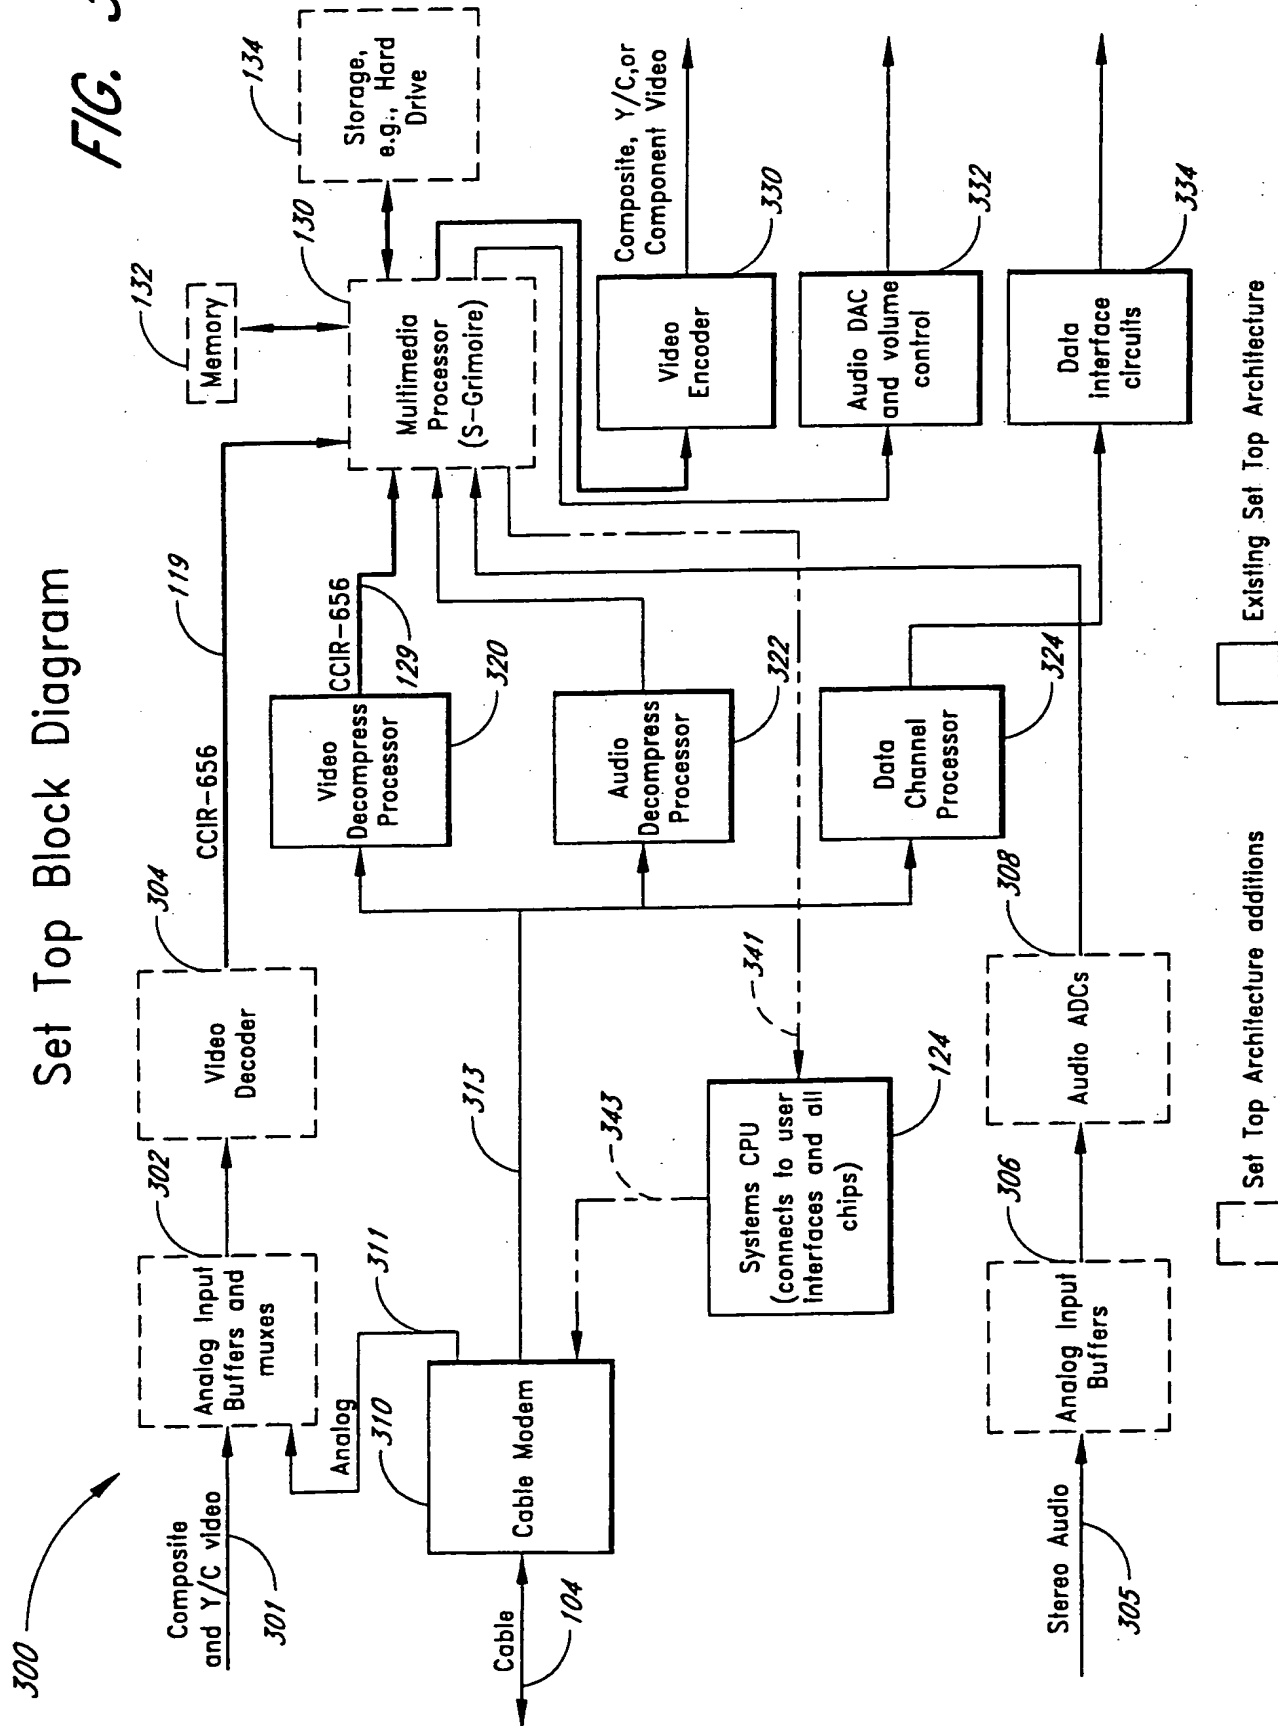 FIG. 3
Set Top Block Diagram
300
Composite
and Y/C video
301
Analog Input
Buffers and
muxes
302
Video
Decoder
304
CCIR-656
119
Memory
132
Multimedia
Processor
(S-Grimoire)
130
Storage,
e.g., Hard
Drive
134
Analog
311
Cable
104
Cable Modem
310
313
Video
Decompress
Processor
320
CCIR-656
129
Audio
Decompress
Processor
322
Data
Channel
Processor
324
Video
Encoder
330
Composite, Y/C,or
Component Video
Audio DAC
and volume
control
332
Data
interface
circuits
334
343
341
Systems CPU
(connects to user
interfaces and all
chips)
124
Stereo Audio
305
Analog Input
Buffers
306
Audio ADCs
308
Set Top Architecture additions
Existing Set Top Architecture